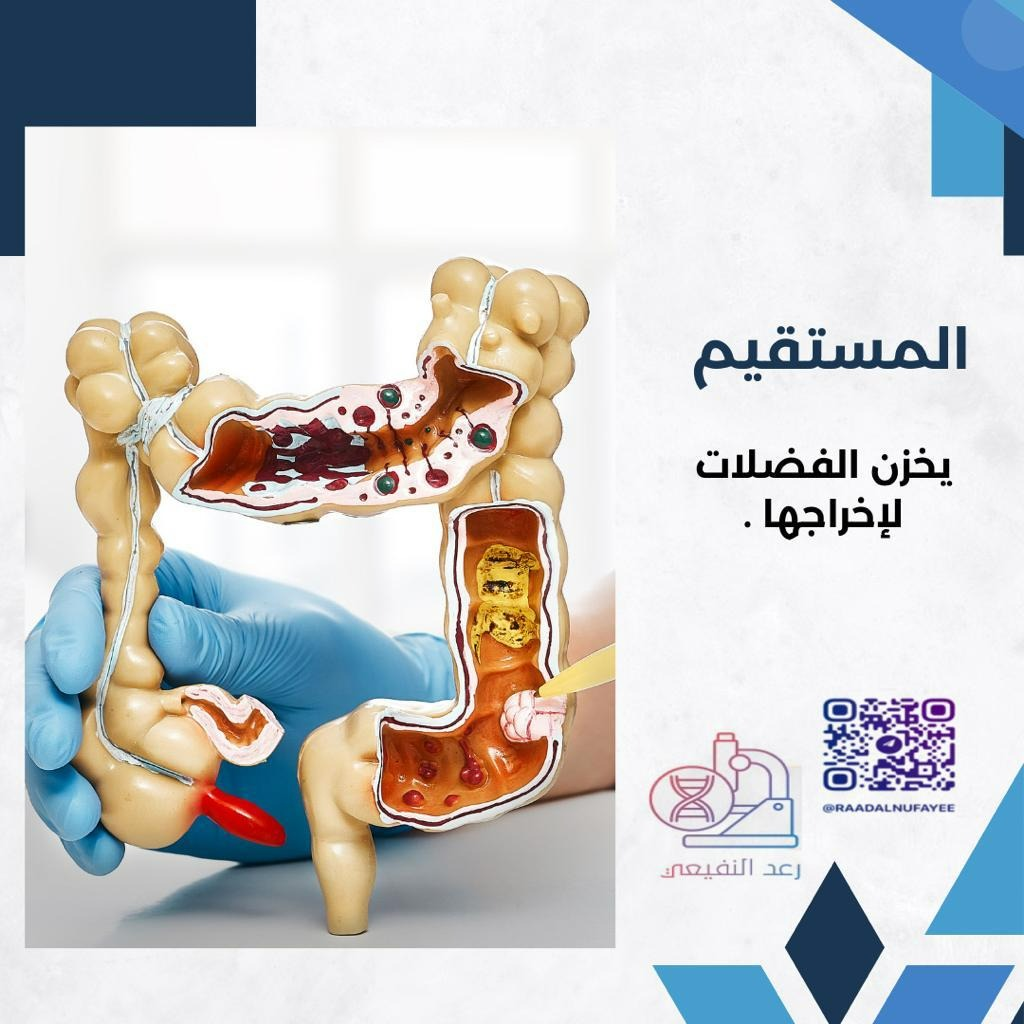 المستقيم
يخزن الفضلات
لإخراجها .
@RAADALNUFAYEE
رعد النفيعي